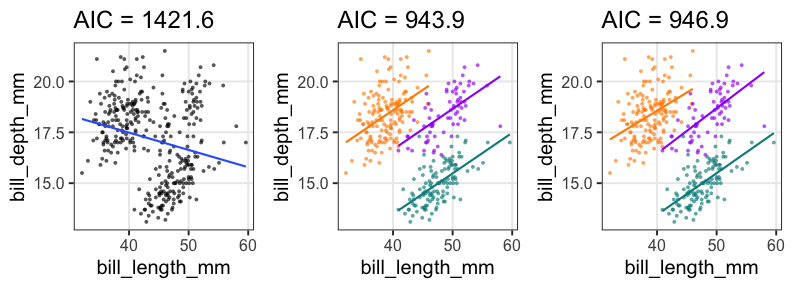 AIC = 1421.6
bill_depth_mm
20.0
17.5
15.0
40
50
60
bill_length_mm
AIC = 943.9
bill_depth_mm
20.0
17.5
15.0
40
50
60
bill_length_mm
AIC = 946.9
bill_depth_mm
20.0
17.5
15.0
40
50
60
bill_length_mm